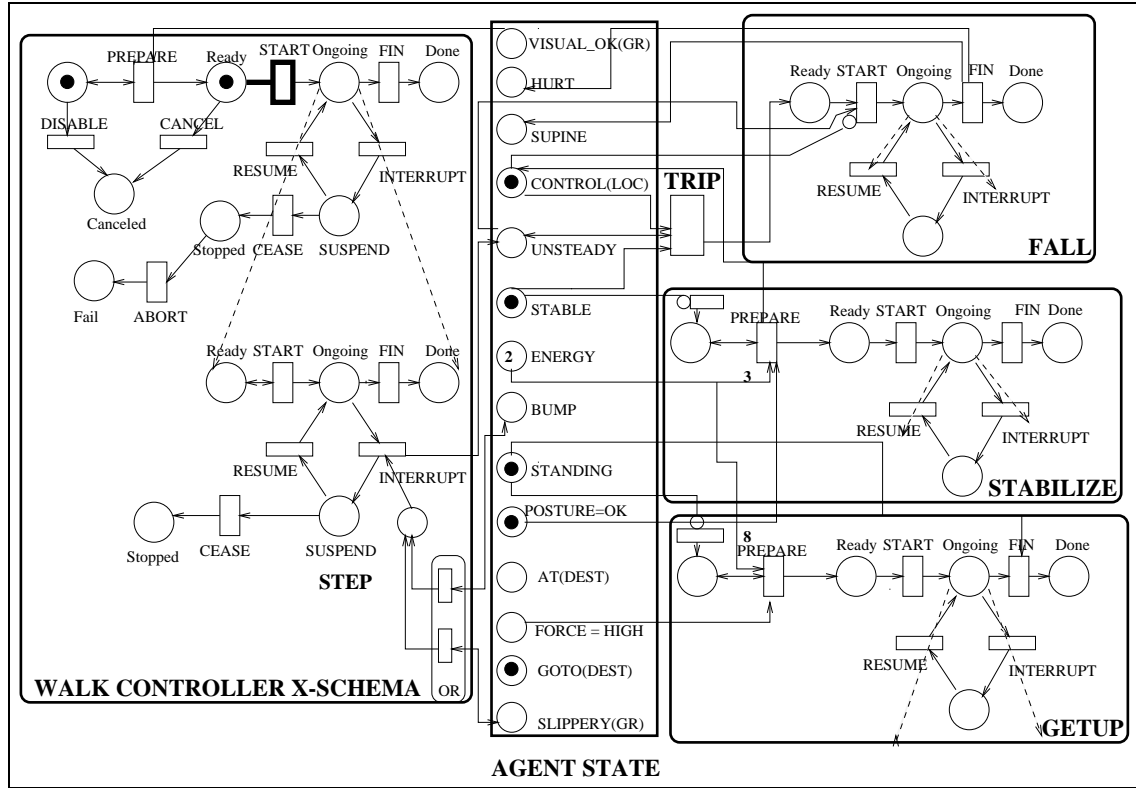 PREPARE
Ready
START
Ongoing
FIN
Done
DISABLE
CANCEL
RESUME
INTERRUPT
Canceled
Stopped
CEASE
SUSPEND
Fail
ABORT
Ready
START
Ongoing
FIN
Done
RESUME
INTERRUPT
Stopped
CEASE
SUSPEND
STEP
OR
WALK CONTROLLER X-SCHEMA
VISUAL_OK(GR)
HURT
SUPINE
CONTROL(LOC)
UNSTEADY
STABLE
2
ENERGY
BUMP
STANDING
POSTURE=OK
AT(DEST)
FORCE = HIGH
GOTO(DEST)
SLIPPERY(GR)
AGENT STATE
TRIP
Ready
START
Ongoing
FIN
Done
RESUME
INTERRUPT
FALL
PREPARE
3
Ready
START
Ongoing
FIN
Done
RESUME
INTERRUPT
STABILIZE
8
PREPARE
Ready
START
Ongoing
FIN
Done
RESUME
INTERRUPT
GETUP